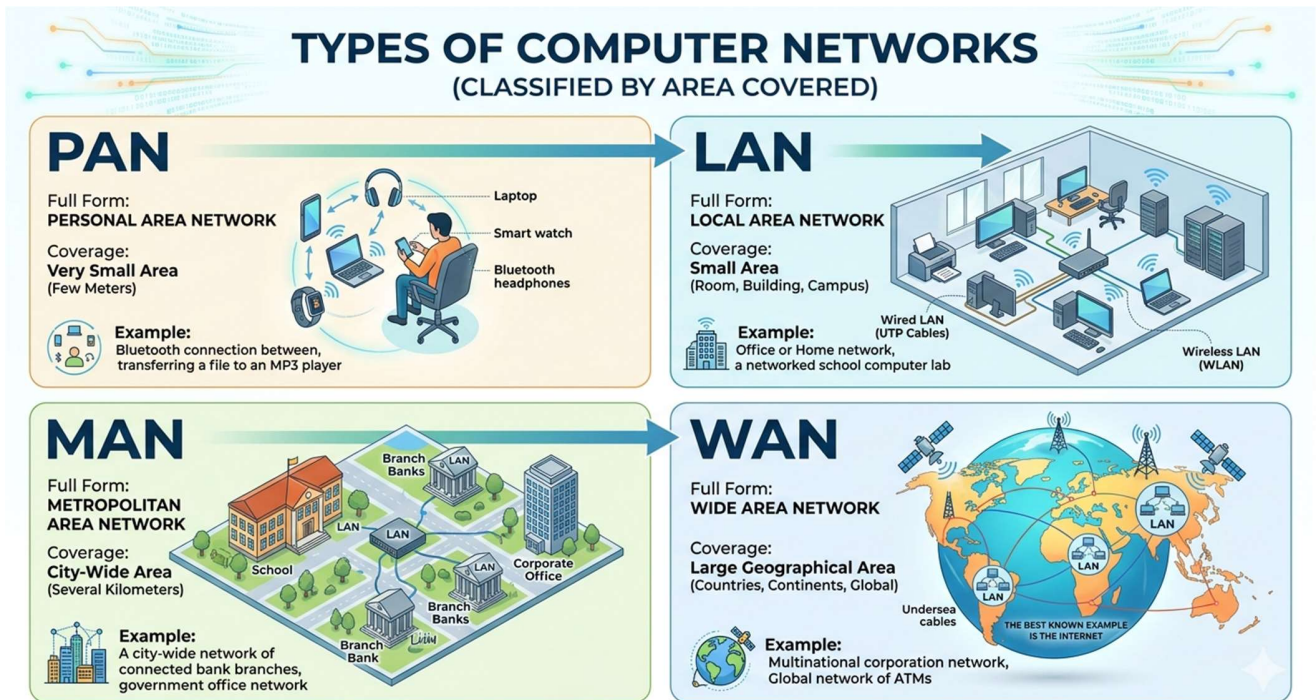 TYPES OF COMPUTER NETWORKS
(CLASSIFIED BY AREA COVERED)
PAN
Full Form:
PERSONAL AREA NETWORK
Coverage:
Very Small Area
(Few Meters)
Laptop
Smart watch
Bluetooth
headphones
Example:
Bluetooth connection between,
transferring a file to an MP3 player
LAN
Full Form:
LOCAL AREA NETWORK
Coverage:
Small Area
(Room, Building, Campus)
Wired LAN
(UTP Cables)
Wireless LAN
(WLAN)
Example:
Office or Home network,
a networked school computer lab
MAN
Full Form:
METROPOLITAN
AREA NETWORK
Coverage:
City-Wide Area
(Several Kilometers)
Branch
Banks
LAN
LAN
LAN
School
Corporate
Office
LAN
Branch
Banks
Branch
Bank
Example:
A city-wide network of
connected bank branches,
government office network
WAN
Full Form:
WIDE AREA NETWORK
Coverage:
Large Geographical Area
(Countries, Continents, Global)
LAN
LAN
LAN
Undersea
cables
THE BEST KNOWN EXAMPLE
IS THE INTERNET
Example:
Multinational corporation network,
Global network of ATMs